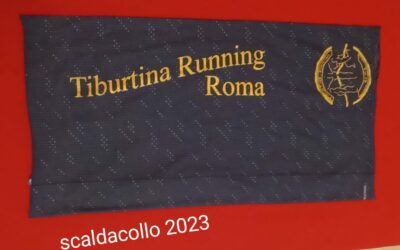 Tiburtina Running
Roma
scaldacollo 2023